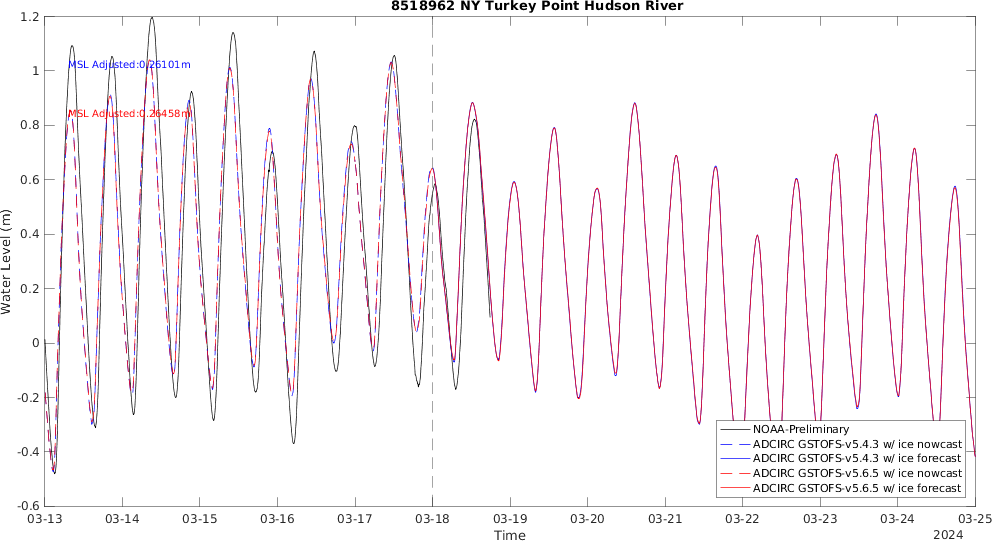 8518962 NY Turkey Point Hudson River
1.2
1
0.8
0.6
0.4
0.2
0
-0.2
-0.4
-0.6
Water Level (m)
MSL Adjusted:0.26101m
MSL Adjusted:0.26458m
NOAA-Preliminary
ADCIRC GSTOFS-v5.4.3 w/ ice nowcast
ADCIRC GSTOFS-v5.4.3 w/ ice forecast
ADCIRC GSTOFS-v5.6.5 w/ ice nowcast
ADCIRC GSTOFS-v5.6.5 w/ ice forecast
03-13 03-14 03-15 03-16 03-17 03-18 03-19 03-20 03-21 03-22 03-23 03-24 03-25
Time
2024